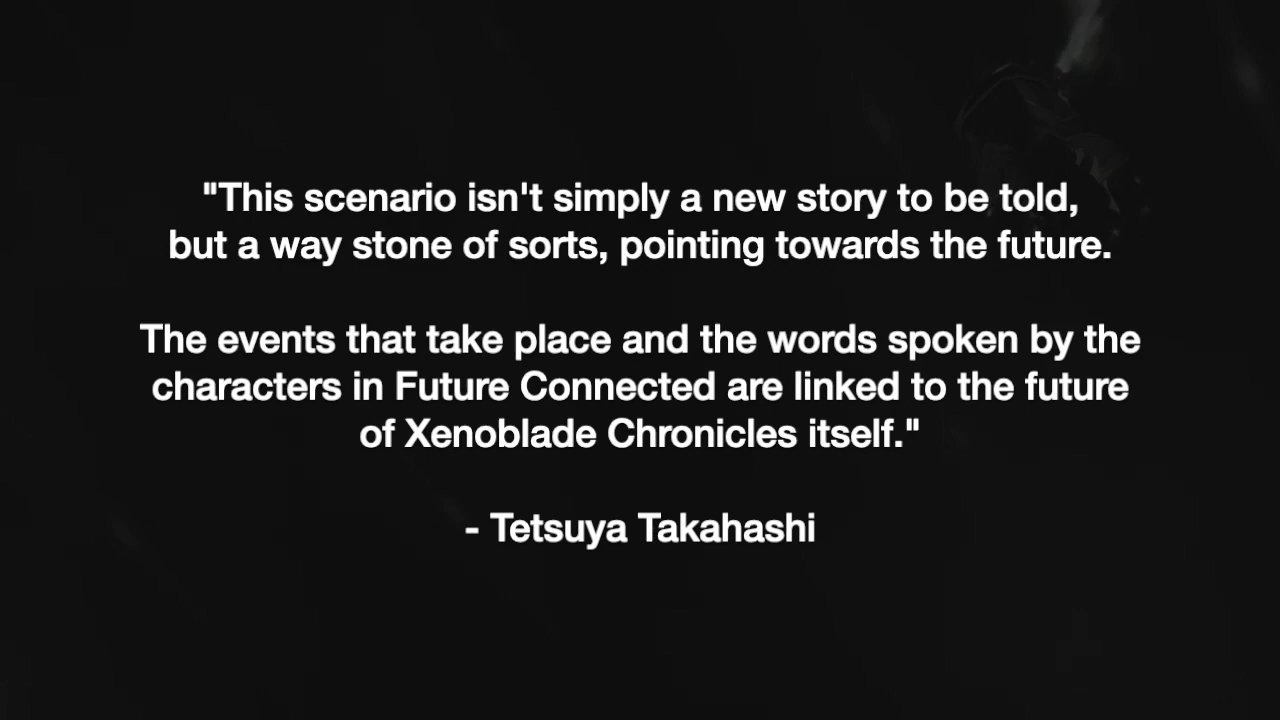 "This scenario isn't simply a new story to be told,
but a way stone of sorts, pointing towards the future.
The events that take place and the words spoken by the
characters in Future Connected are linked to the future
of Xenoblade Chronicles itself."
- Tetsuya Takahashi